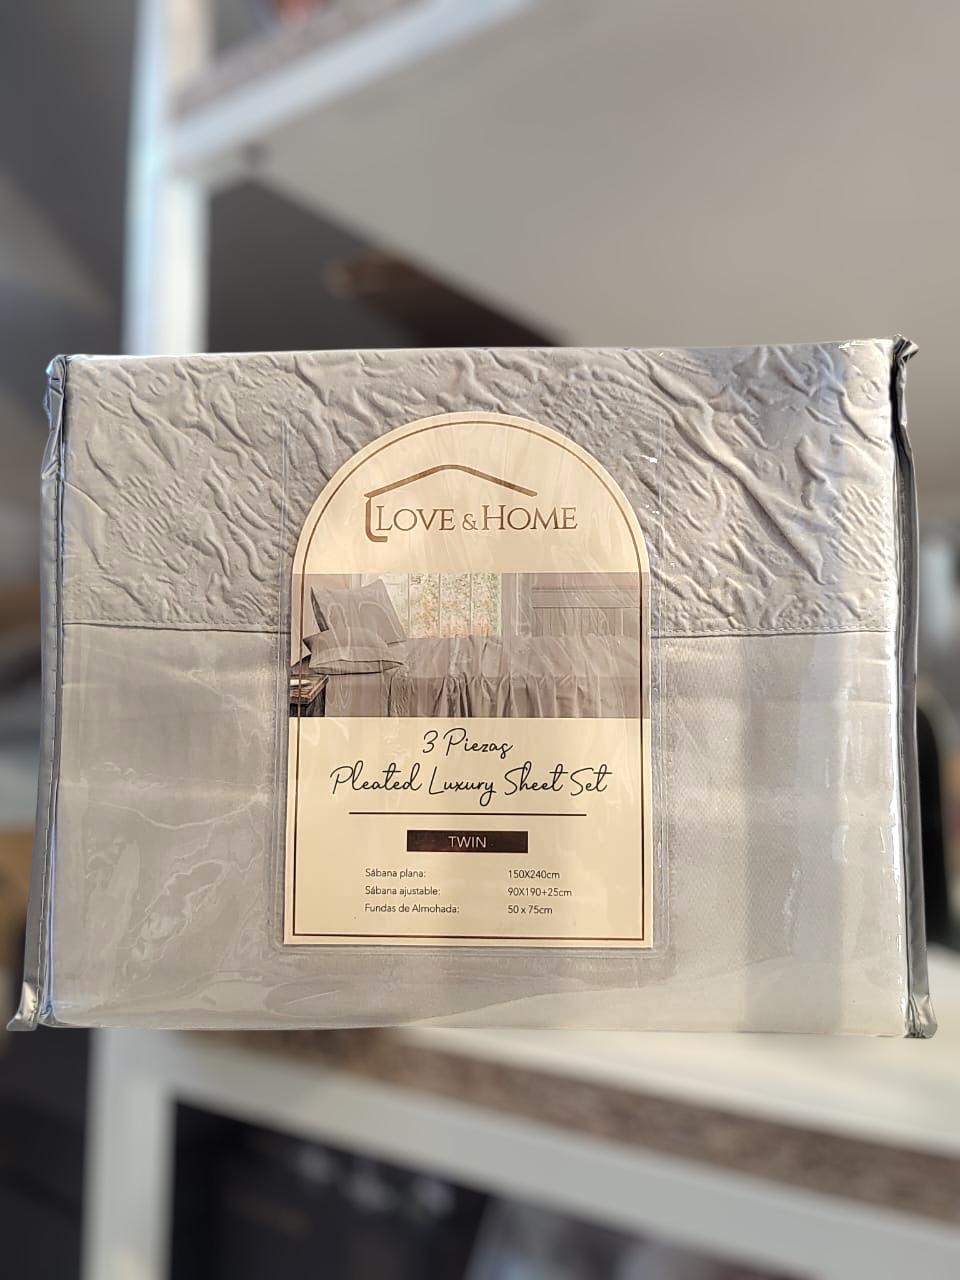 LOVE & HOME
3 Piezas
Pleated Luxury Sheet Set
TWIN
Sábana plana: 150X240cm
Sábana ajustable: 90X190+25cm
Fundas de Almohada: 50 x 75cm